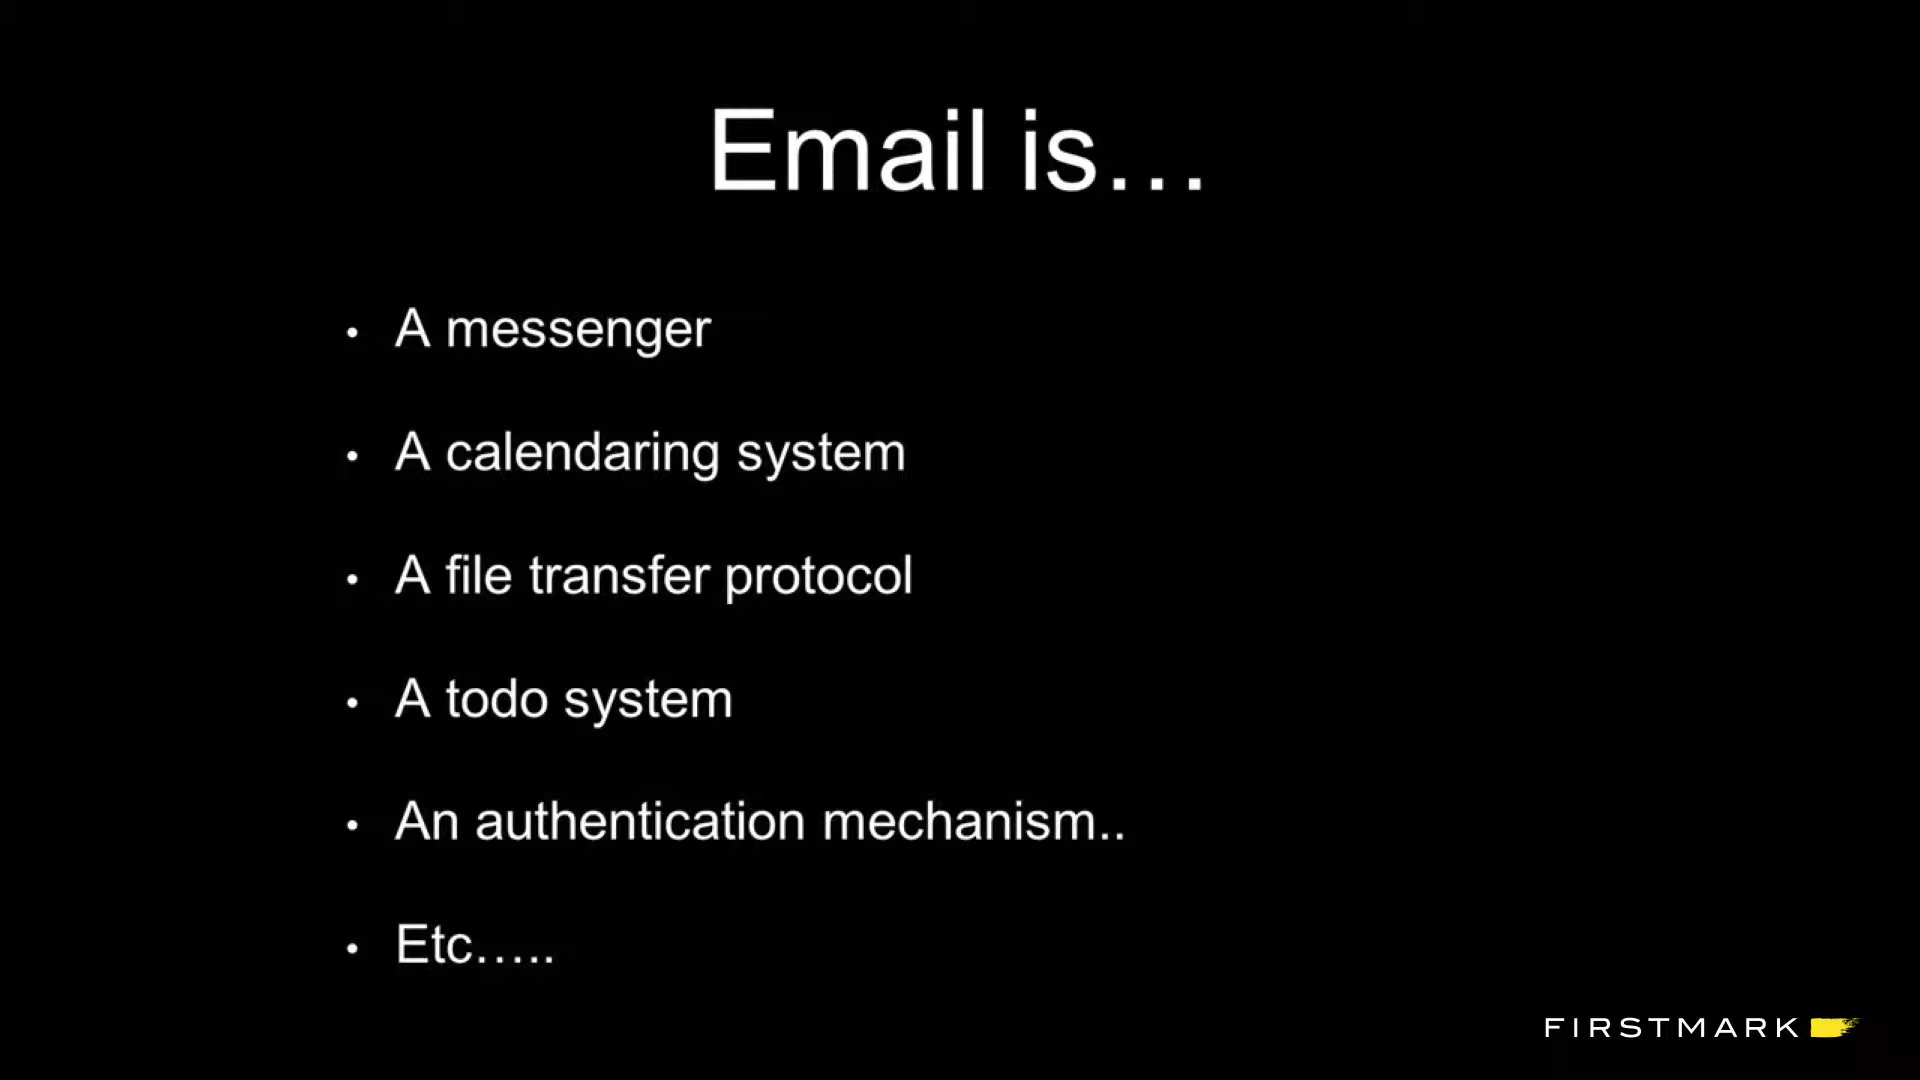 Email is…
• A messenger
• A calendaring system
• A file transfer protocol
• A todo system
• An authentication mechanism..
• Etc…..
FIRSTMARK